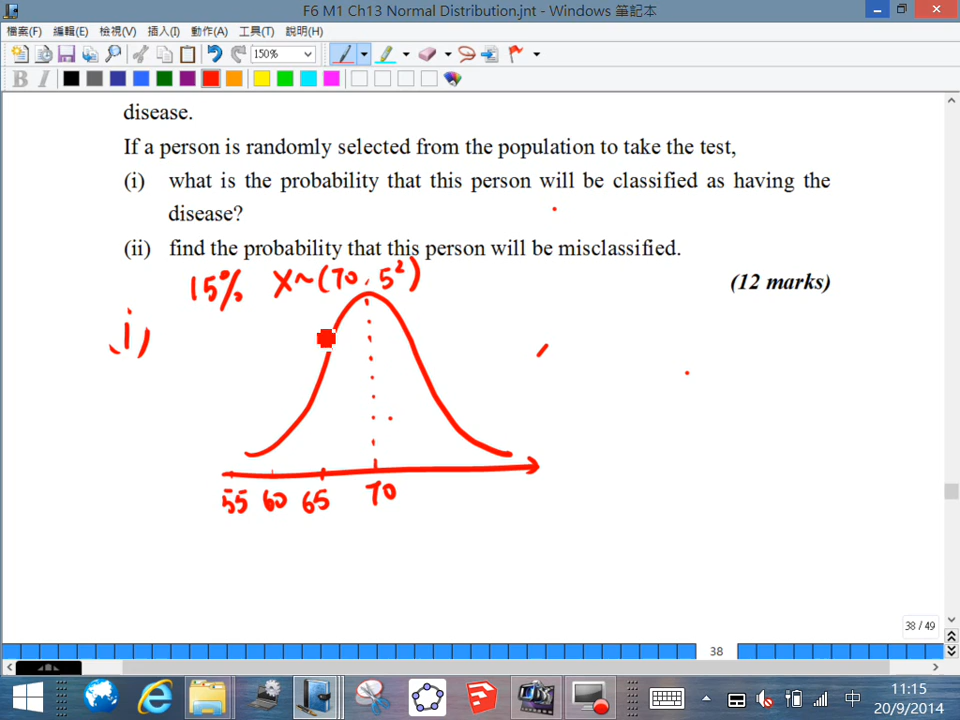 F6 M1 Ch13 Normal Distribution.jnt - Windows 筆記本
檔案(F) 編輯(E) 檢視(V) 插入(I) 動作(A) 工具(T) 說明(H)
150%
B I
disease.
If a person is randomly selected from the population to take the test,
(i) what is the probability that this person will be classified as having the
disease?
(ii) find the probability that this person will be misclassified.
(12 marks)
15% X~(70, 5²)
i)
55 60 65 70
38 / 49
38
中
11:15
20/9/2014